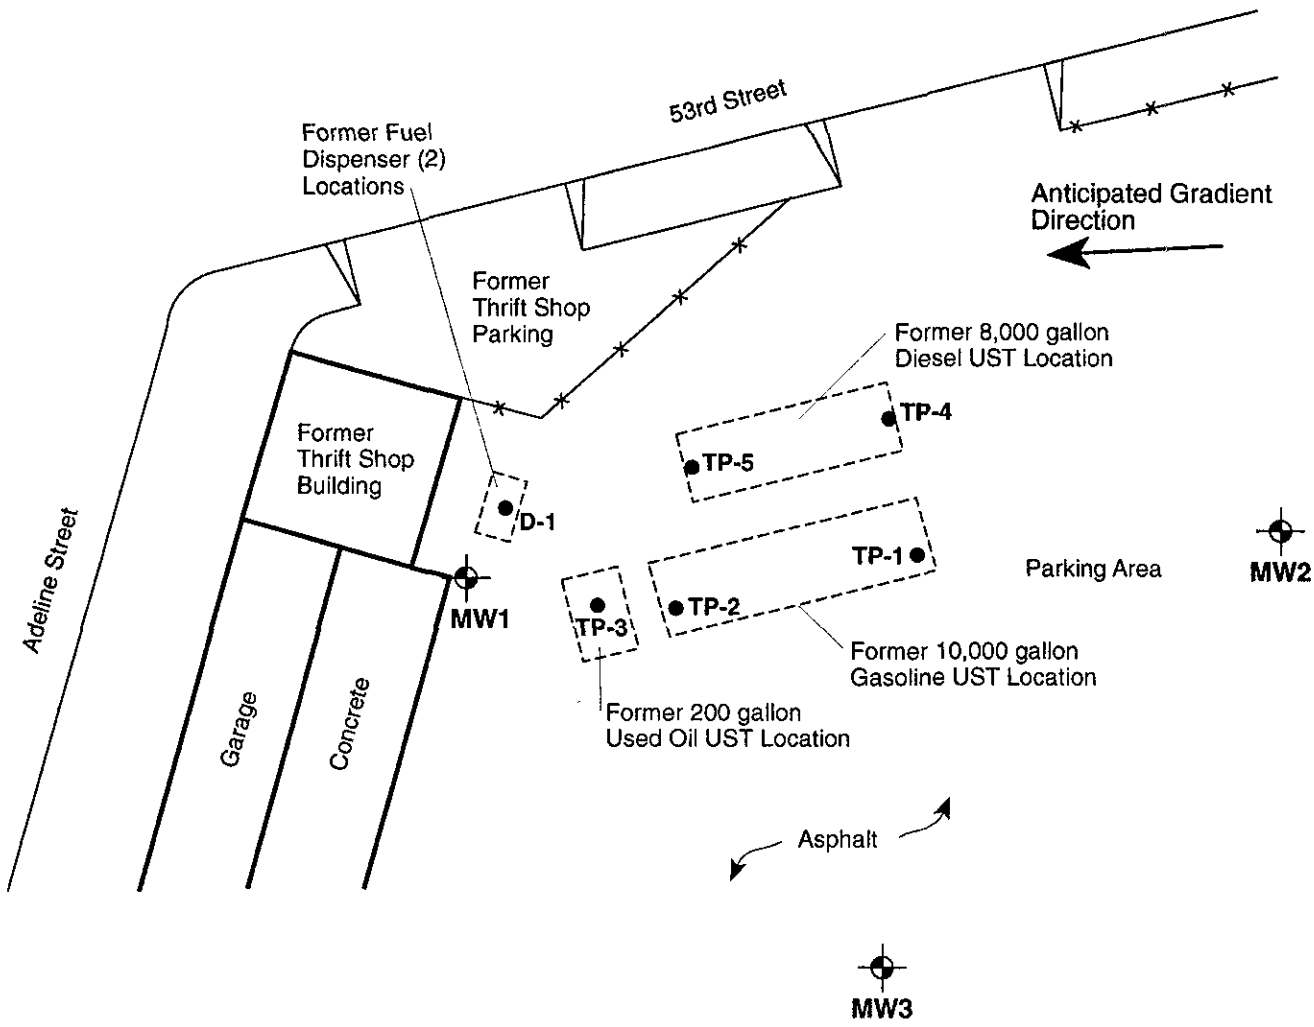 53rd Street
Former Fuel
Dispenser (2)
Locations
Anticipated Gradient
Direction
Former
Thrift Shop
Parking
Former 8,000 gallon
Diesel UST Location
TP-4
Former
Thrift Shop
Building
TP-5
D-1
Adeline Street
TP-1
Parking Area
MW2
MW1
TP-3
TP-2
Former 10,000 gallon
Gasoline UST Location
Former 200 gallon
Used Oil UST Location
Garage
Concrete
Asphalt
MW3